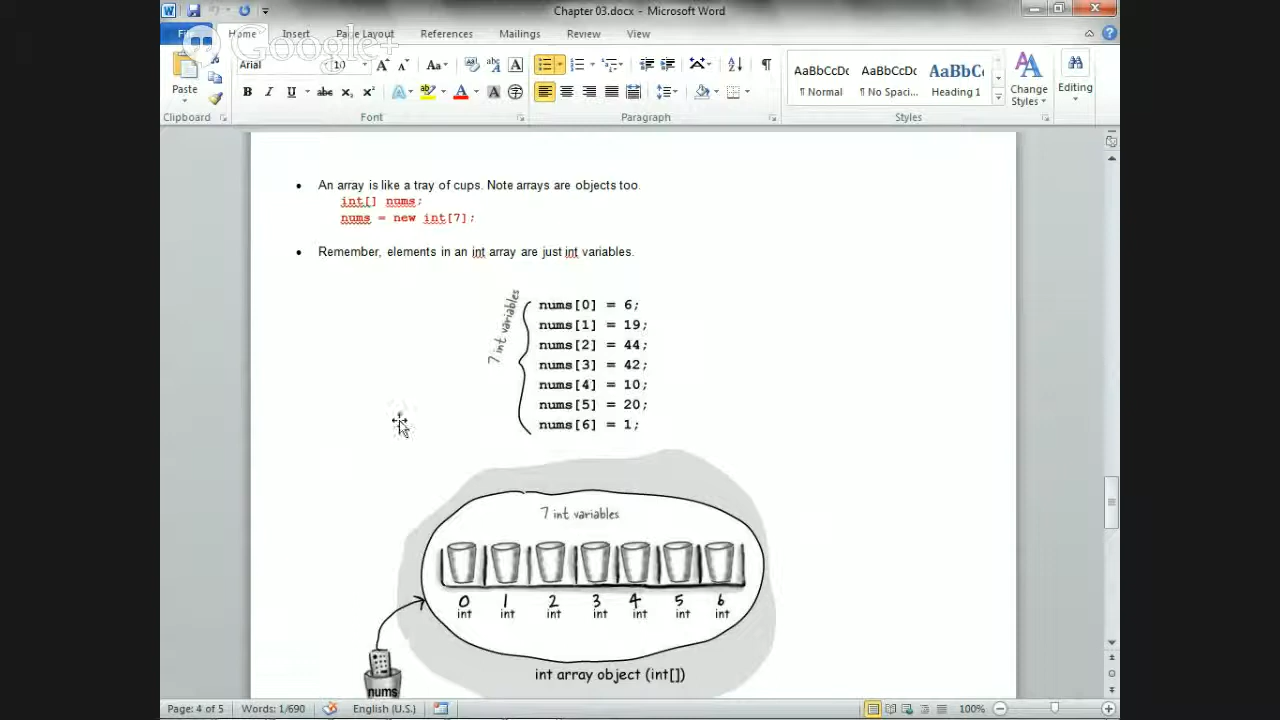 Chapter 03.docx - Microsoft Word
File Home Insert Page Layout References Mailings Review View
Google+
Arial 10
Paste
AaBbCcDc AaBbCcDc AaBbC
¶ Normal ¶ No Spaci... Heading 1
Change Styles
Editing
Clipboard Font Paragraph Styles
• An array is like a tray of cups. Note arrays are objects too.
int[] nums;
nums = new int[7];
• Remember, elements in an int array are just int variables.
7 int variables
nums[0] = 6;
nums[1] = 19;
nums[2] = 44;
nums[3] = 42;
nums[4] = 10;
nums[5] = 20;
nums[6] = 1;
7 int variables
0 1 2 3 4 5 6
int int int int int int int
int array object (int[])
nums
Page: 4 of 5 Words: 1/690 English (U.S.) 100%